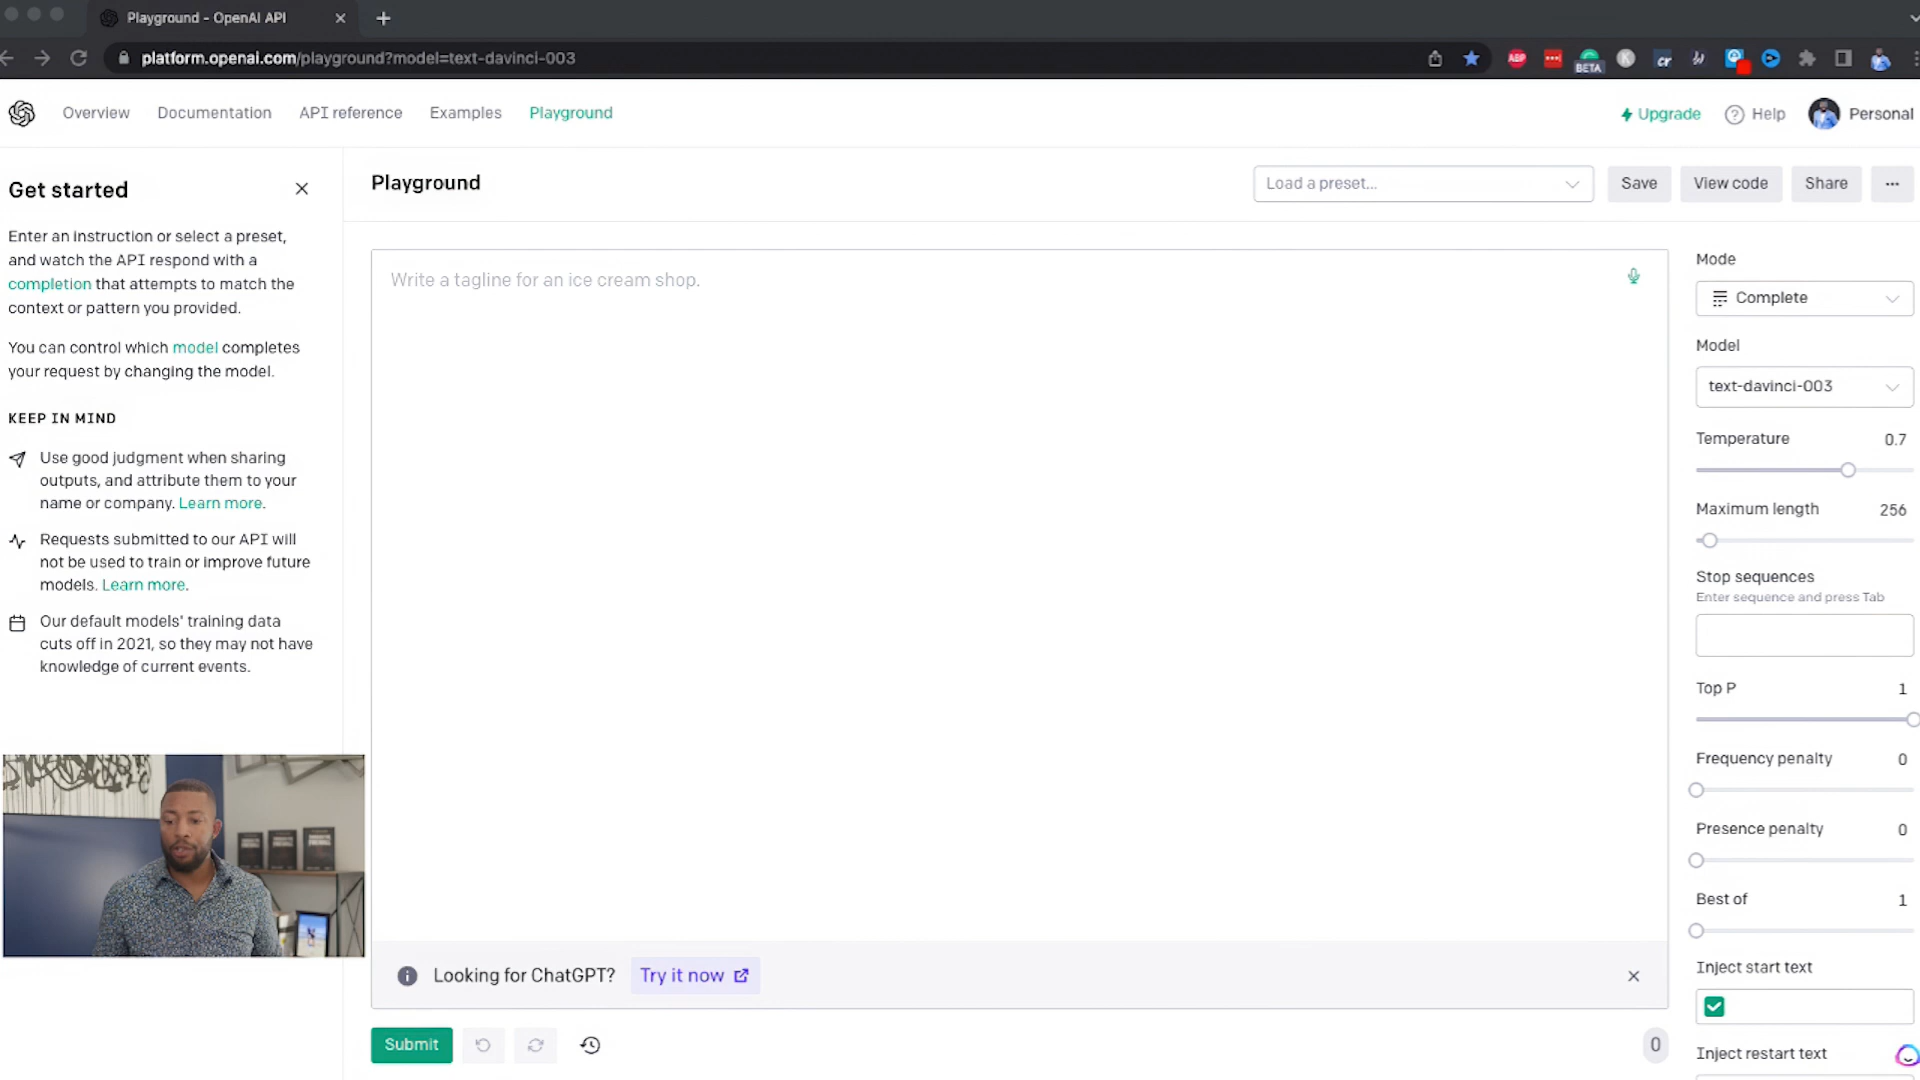 Playground - OpenAI API
platform.openai.com/playground?model=text-davinci-003
ABP
BETA
K
cr
Overview
Documentation
API reference
Examples
Playground
Upgrade
Help
Personal
Get started
Enter an instruction or select a preset,
and watch the API respond with a
completion that attempts to match the
context or pattern you provided.
You can control which model completes
your request by changing the model.
KEEP IN MIND
Use good judgment when sharing
outputs, and attribute them to your
name or company. Learn more.
Requests submitted to our API will
not be used to train or improve future
models. Learn more.
Our default models' training data
cuts off in 2021, so they may not have
knowledge of current events.
Playground
Load a preset...
Save
View code
Share
...
Write a tagline for an ice cream shop.
Looking for ChatGPT?
Try it now
Submit
0
Mode
Complete
Model
text-davinci-003
Temperature 0.7
Maximum length 256
Stop sequences
Enter sequence and press Tab
Top P 1
Frequency penalty 0
Presence penalty 0
Best of 1
Inject start text
Inject restart text